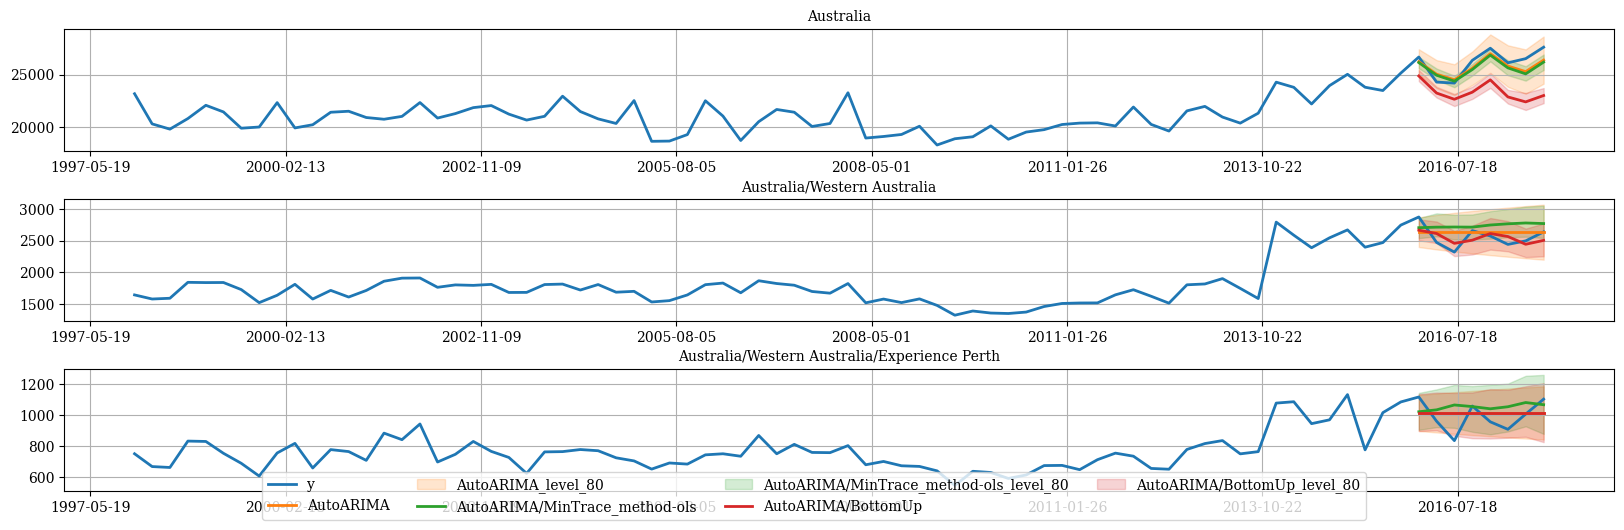 Australia
25000
20000
1997-05-19 2000-02-13 2002-11-09 2005-08-05 2008-05-01 2011-01-26 2013-10-22 2016-07-18
Australia/Western Australia
3000
2500
2000
1500
1997-05-19 2000-02-13 2002-11-09 2005-08-05 2008-05-01 2011-01-26 2013-10-22 2016-07-18
Australia/Western Australia/Experience Perth
1200
1000
800
600
y AutoARIMA_level_80 AutoARIMA/MinTrace_method-ols_level_80 AutoARIMA/BottomUp_level_80
AutoARIMA AutoARIMA/MinTrace_method-ols AutoARIMA/BottomUp
1997-05-19 2011-01-26 2013-10-22 2016-07-18